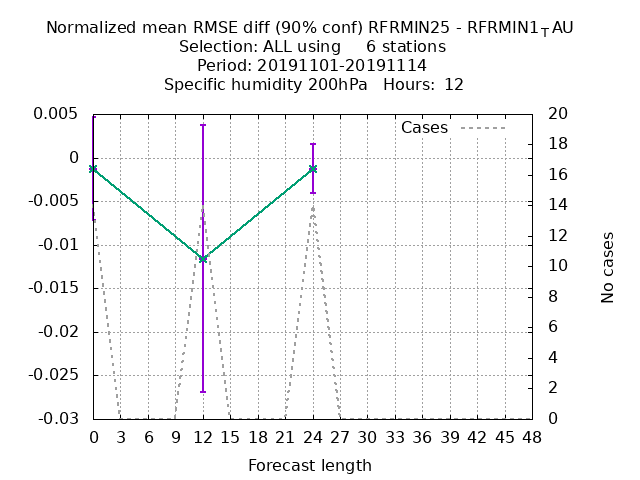 Normalized mean RMSE diff (90% conf) RFRMIN25 - RFRMIN1TAU
Selection: ALL using     6 stations
Period: 20191101-20191114
Specific humidity 200hPa   Hours:  12
Cases
0.005
0
-0.005
-0.01
-0.015
-0.02
-0.025
-0.03
20
18
16
14
12
10
8
6
4
2
0
No cases
0 3 6 9 12 15 18 21 24 27 30 33 36 39 42 45 48
Forecast length